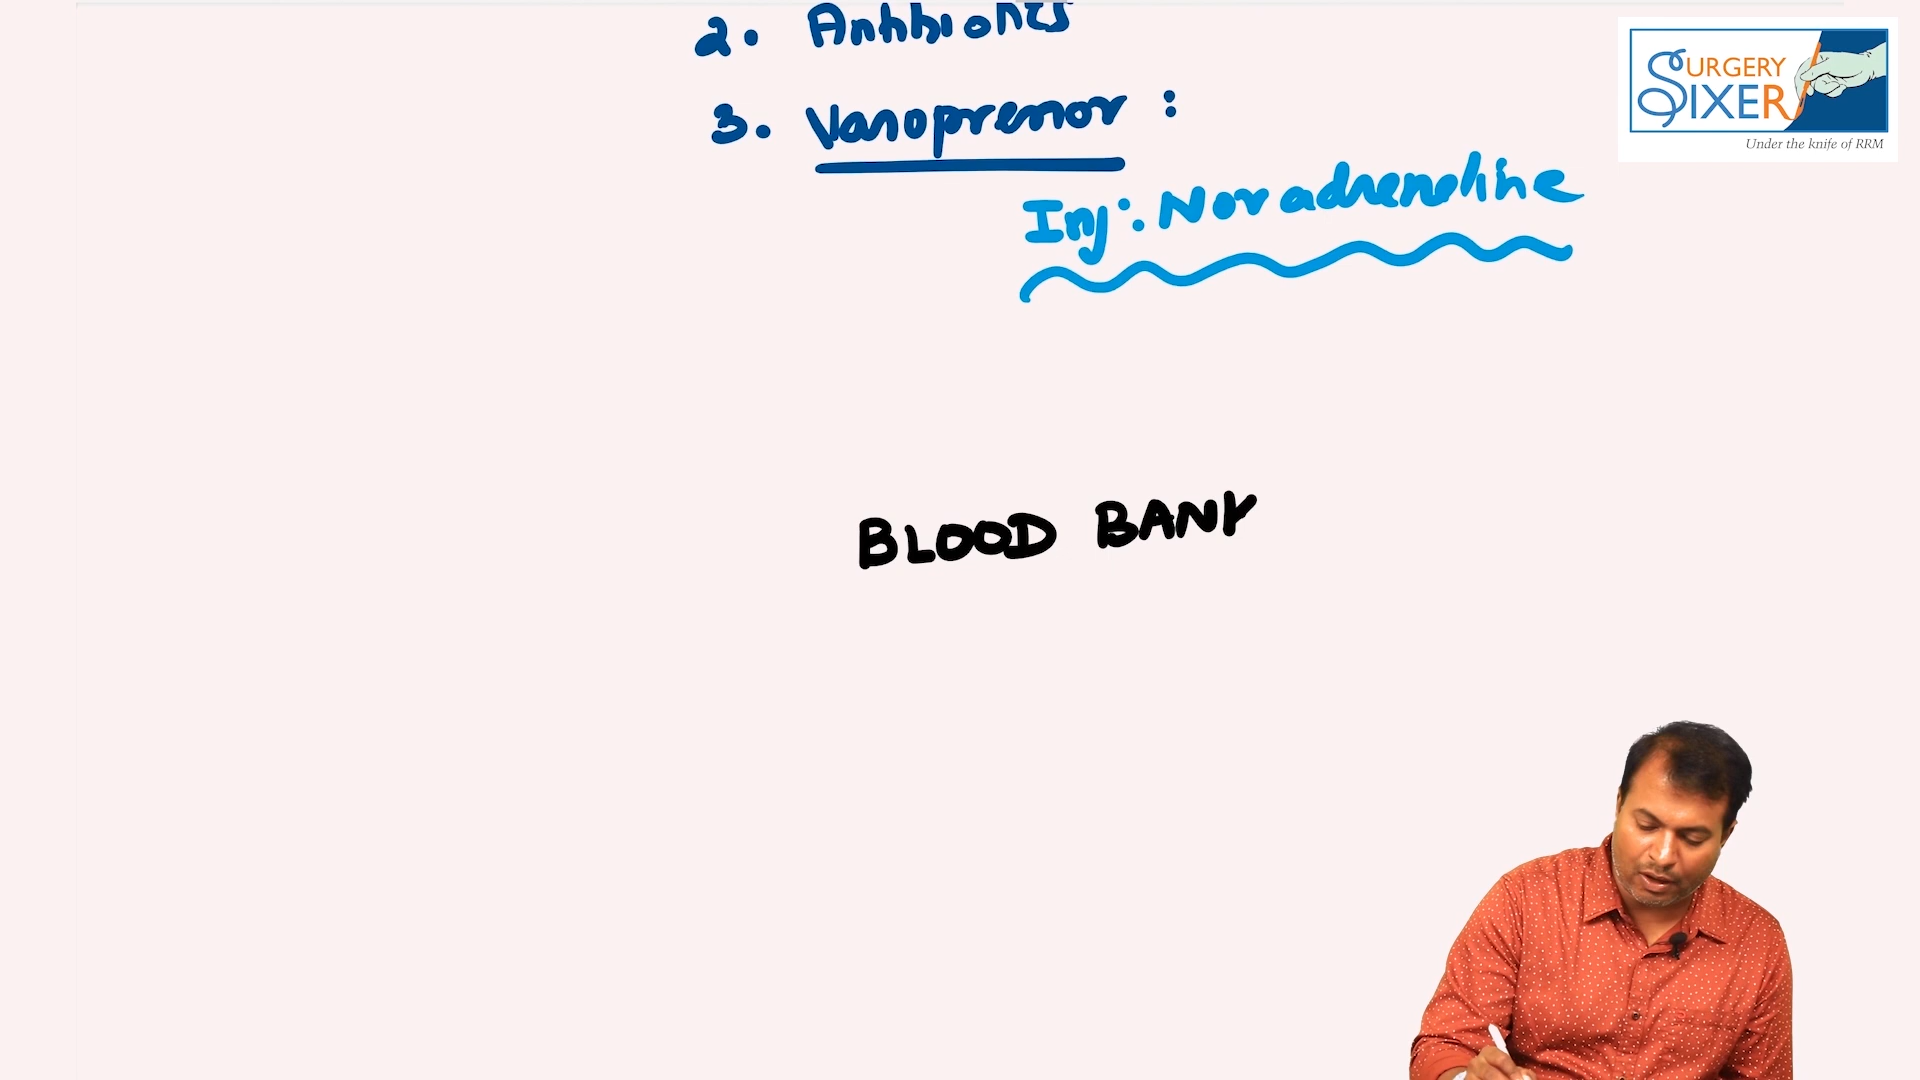 2. Antibiotics
3. Vasopressor :
Inj: Noradrenaline
BLOOD BANK
SURGERY
SIXER
Under the knife of RRM